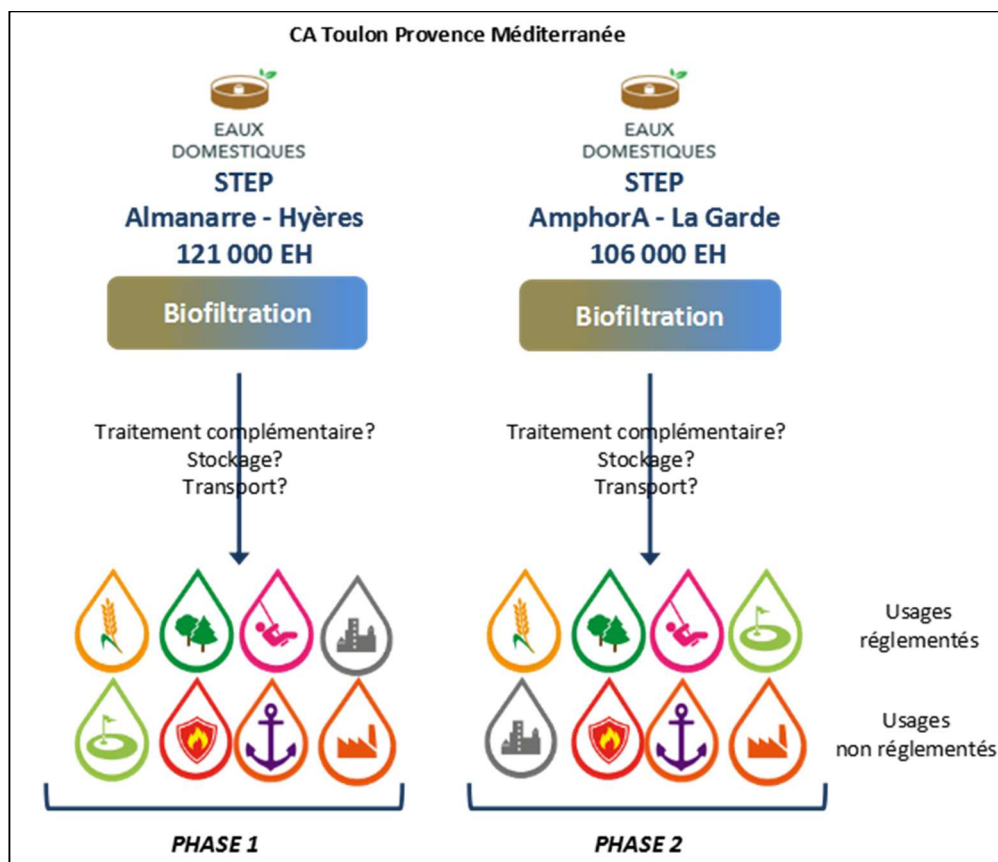 CA Toulon Provence Méditerranée
EAUX
DOMESTIQUES
STEP
Almanarre - Hyères
121 000 EH
Biofiltration
Traitement complémentaire?
Stockage?
Transport?
PHASE 1
EAUX
DOMESTIQUES
STEP
AmphorA - La Garde
106 000 EH
Biofiltration
Traitement complémentaire?
Stockage?
Transport?
PHASE 2
Usages
réglementés
Usages
non réglementés